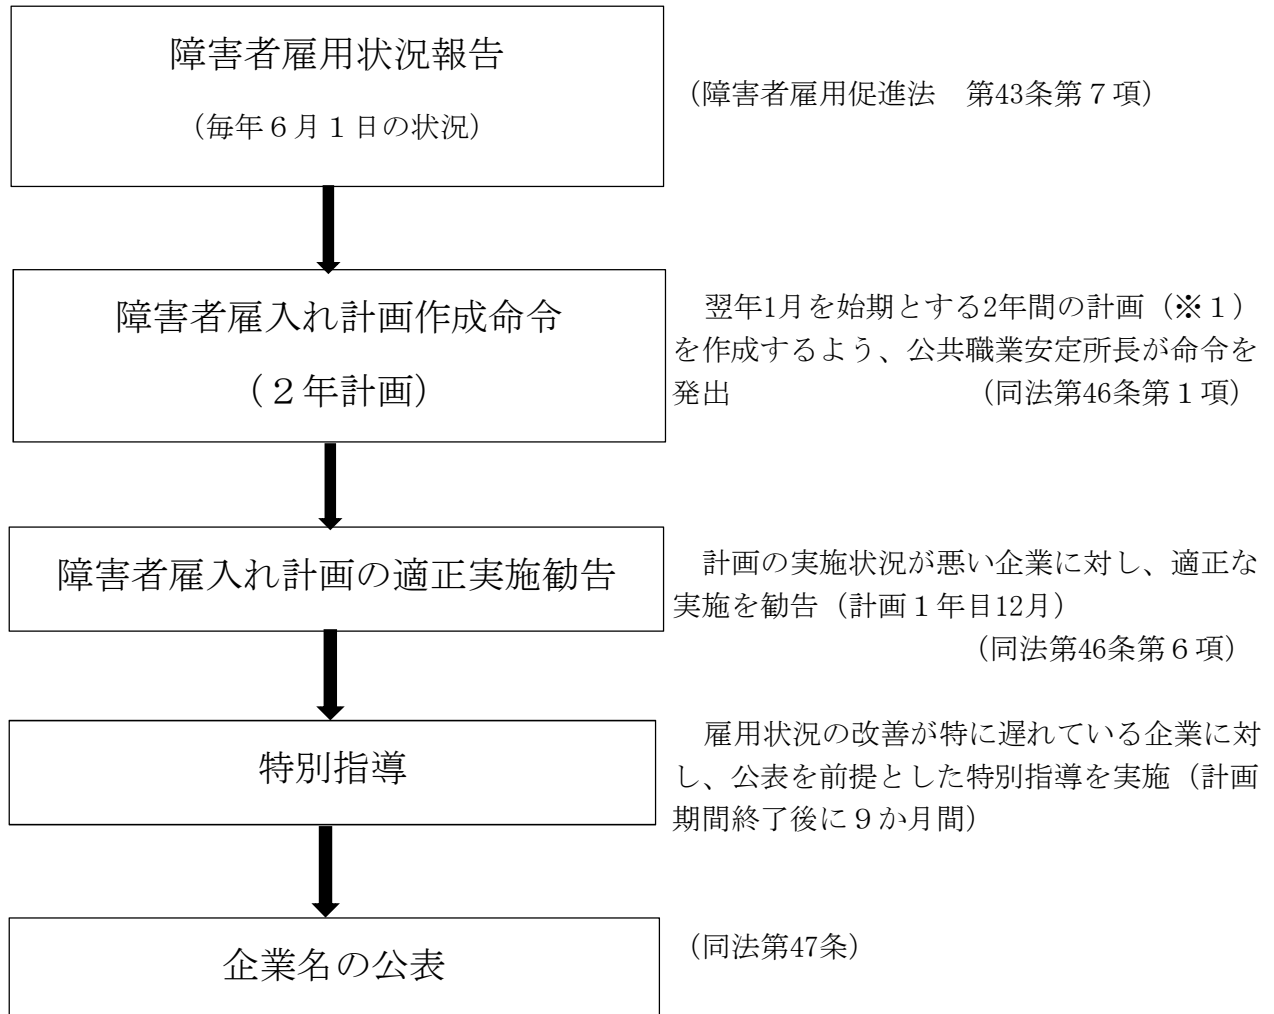 障害者雇用状況報告
（毎年６月１日の状況）
（障害者雇用促進法　第43条第７項）
障害者雇入れ計画作成命令
（２年計画）
翌年1月を始期とする2年間の計画（※１）
を作成するよう、公共職業安定所長が命令を
発出　　　　　　　　（同法第46条第１項）
障害者雇入れ計画の適正実施勧告
計画の実施状況が悪い企業に対し、適正な
実施を勧告（計画１年目12月）
（同法第46条第６項）
特別指導
雇用状況の改善が特に遅れている企業に対
し、公表を前提とした特別指導を実施（計画
期間終了後に９か月間）
企業名の公表
（同法第47条）